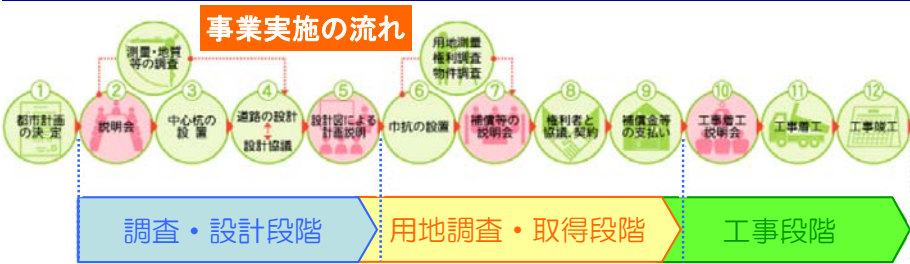 事業実施の流れ
測量・地質
等の調査
用地測量
権利調査
物件調査
①
都市計画
の決定
②
説明会
③
中心杭の
設置
④
道路の設計
設計協議
⑤
設計図による
計画説明
⑥
巾杭の設置
⑦
補償等の
説明会
⑧
権利者と
協議、契約
⑨
補償金等
の支払い
⑩
工事着工
説明会
⑪
工事着工
⑫
工事竣工
調査・設計段階
用地調査・取得段階
工事段階